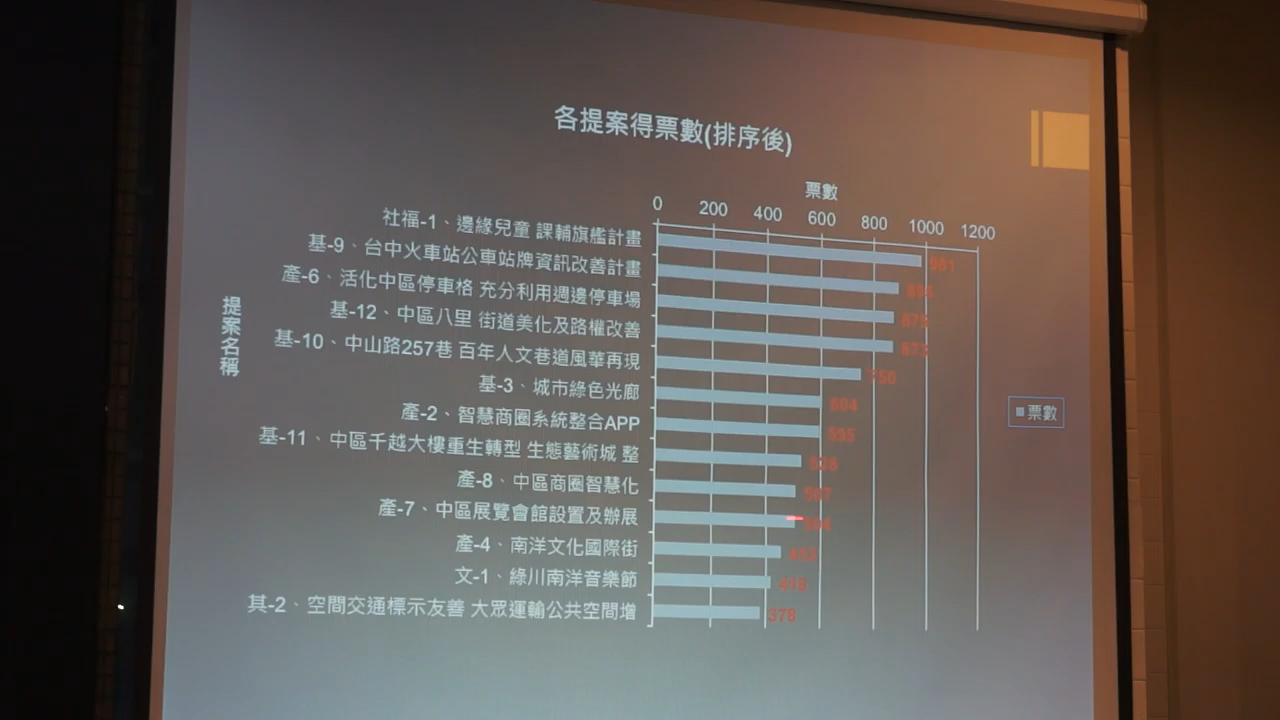 各提案得票數(排序後)
票數
0 200 400 600 800 1000 1200
提案名稱
社福-1、邊緣兒童 課輔旗艦計畫 981
基-9、台中火車站公車站牌資訊改善計畫
產-6、活化中區停車格 充分利用週邊停車場 875
基-12、中區八里 街道美化及路權改善 873
基-10、中山路257巷 百年人文巷道風華再現 750
基-3、城市綠色光廊 604
產-2、智慧商圈系統整合APP 595
基-11、中區千越大樓重生轉型 生態藝術城 整 528
產-8、中區商圈智慧化 507
產-7、中區展覽會館設置及辦展
產-4、南洋文化國際街
文-1、綠川南洋音樂節
其-2、空間交通標示友善 大眾運輸公共空間增 378
票數